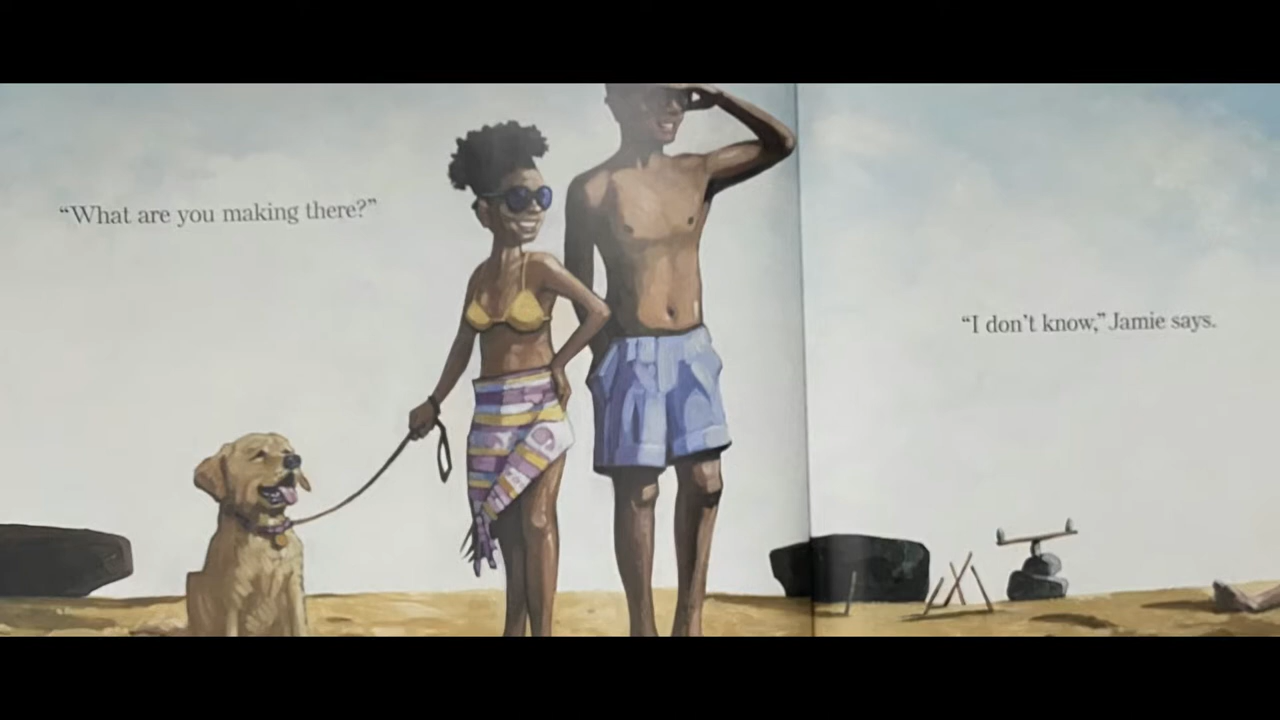 “What are you making there?”
“I don’t know,” Jamie says.